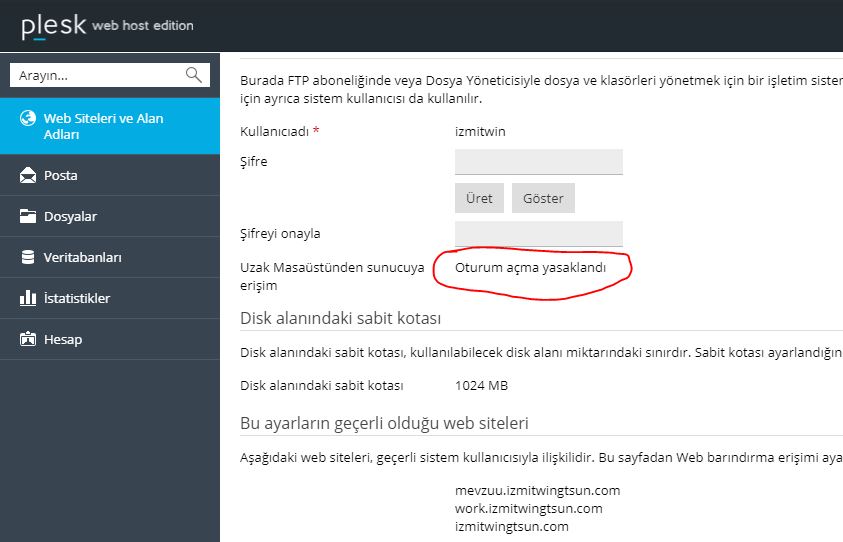 plesk web host edition
Arayın...
Web Siteleri ve Alan
Adları
Posta
Dosyalar
Veritabanları
İstatistikler
Hesap
Burada FTP aboneliğinde veya Dosya Yöneticisiyle dosya ve klasörleri yönetmek için bir işletim sister
için ayrıca sistem kullanıcısı da kullanılır.
Kullanıcıadı * izmitwin
Şifre
Üret Göster
Şifreyi onayla
Uzak Masaüstünden sunucuya Oturum açma yasaklandı
erişim
Disk alanındaki sabit kotası
Disk alanındaki sabit kotası, kullanılabilecek disk alanı miktarındaki sınırdır. Sabit kotası ayarlandığın
Disk alanındaki sabit kotası 1024 MB
Bu ayarların geçerli olduğu web siteleri
Aşağıdaki web siteleri, geçerli sistem kullanıcısıyla ilişkilidir. Bu sayfadan Web barındırma erişimi aya
mevzuu.izmitwingtsun.com
work.izmitwingtsun.com
izmitwingtsun.com